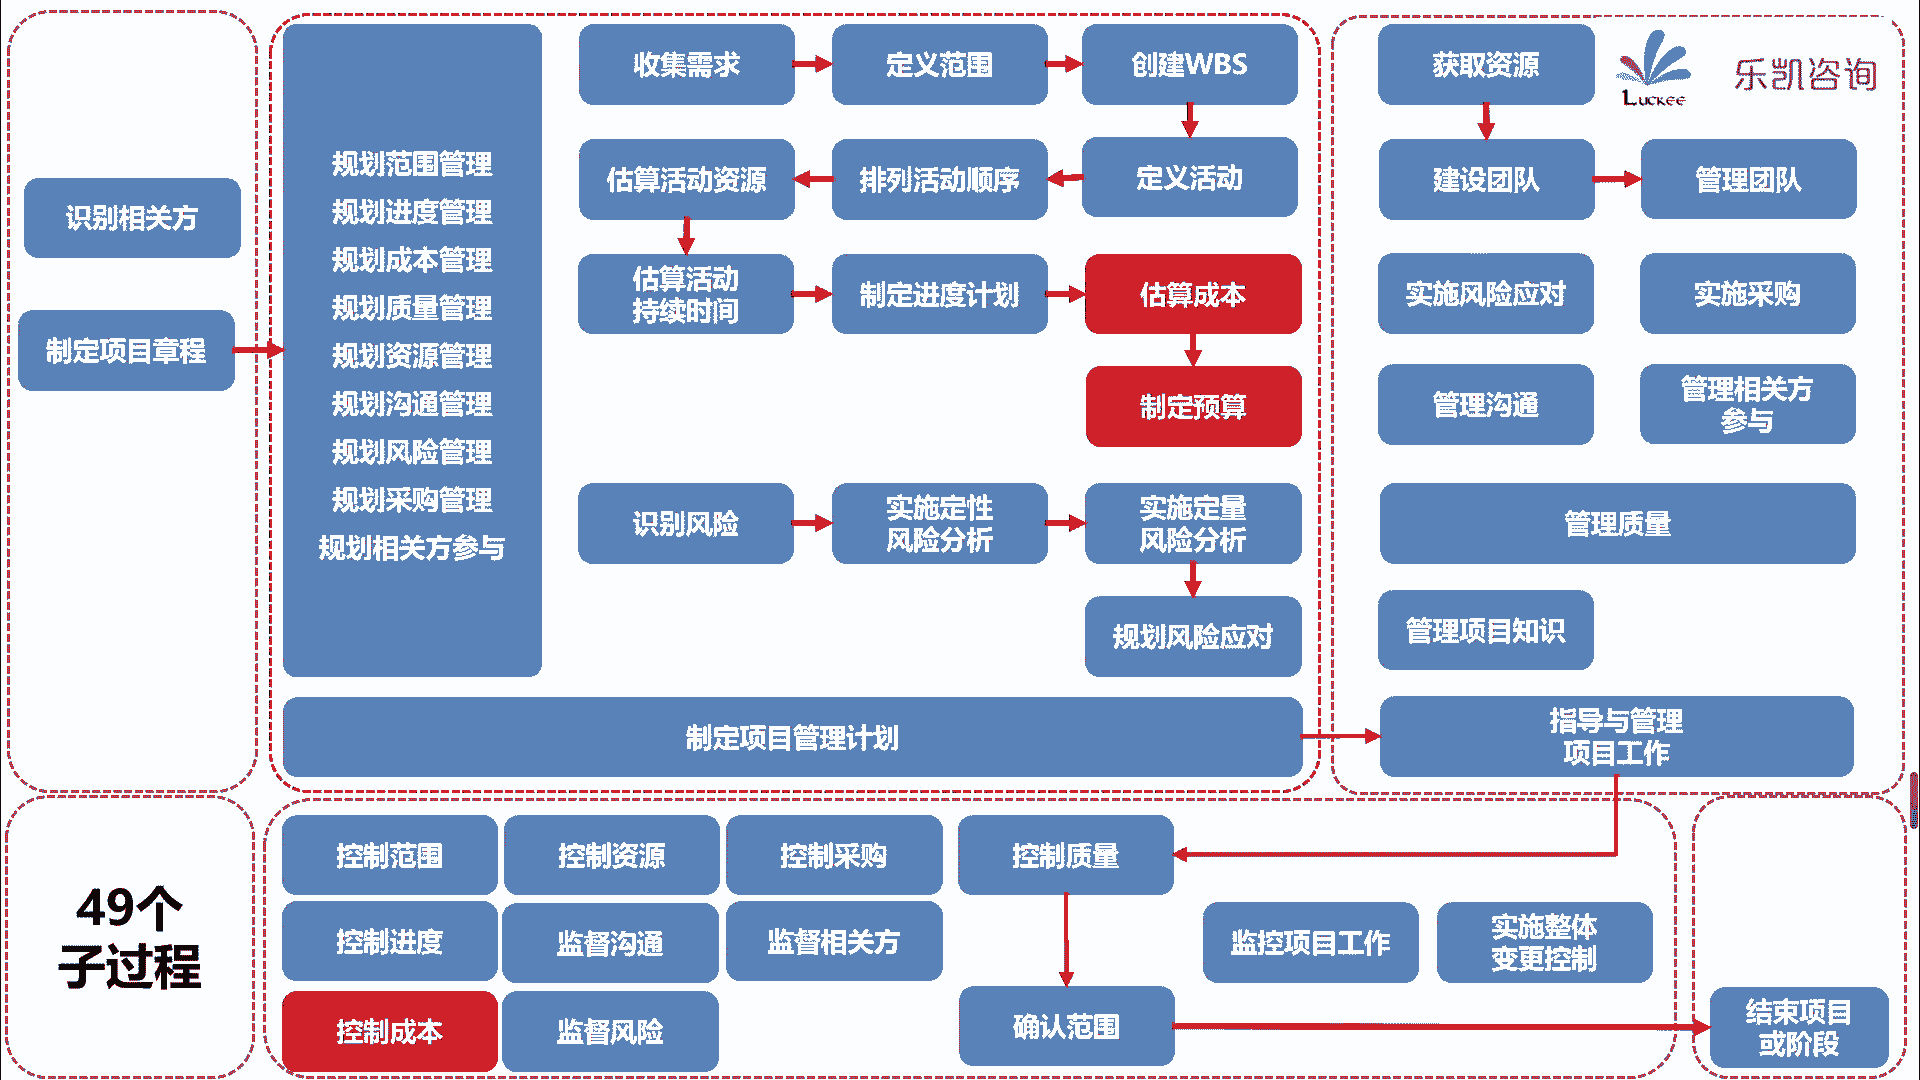 识别相关方
制定项目章程
规划范围管理
规划进度管理
规划成本管理
规划质量管理
规划资源管理
规划沟通管理
规划风险管理
规划采购管理
规划相关方参与
收集需求
定义范围
创建WBS
估算活动资源
排列活动顺序
定义活动
估算活动
持续时间
制定进度计划
估算成本
制定预算
识别风险
实施定性
风险分析
实施定量
风险分析
规划风险应对
制定项目管理计划
获取资源
LUCKEE
乐凯咨询
建设团队
管理团队
实施风险应对
实施采购
管理沟通
管理相关方
参与
管理质量
管理项目知识
指导与管理
项目工作
49个
子过程
控制范围
控制资源
控制采购
控制质量
控制进度
监督沟通
监督相关方
监控项目工作
实施整体
变更控制
控制成本
监督风险
确认范围
结束项目
或阶段